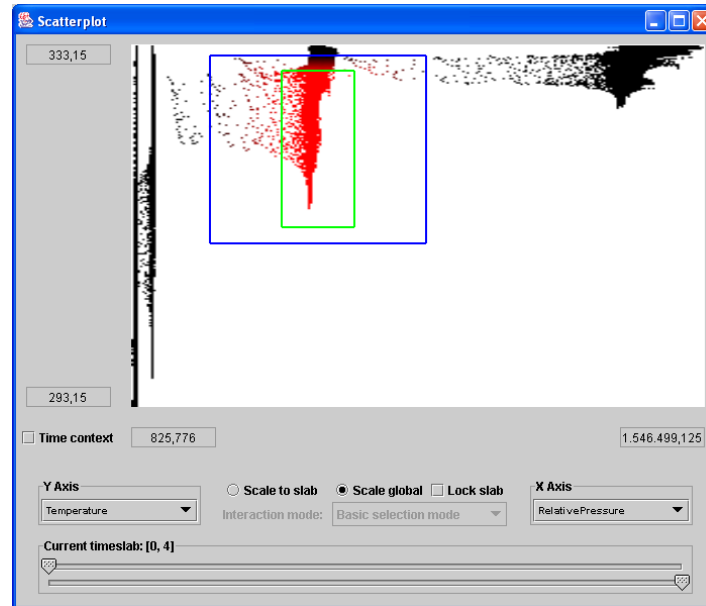 Scatterplot
333,15
293,15
Time context
825,776
1.546.499,125
Y Axis
Temperature
Scale to slab
Scale global
Lock slab
Interaction mode:
Basic selection mode
X Axis
RelativePressure
Current timeslab: [0, 4]